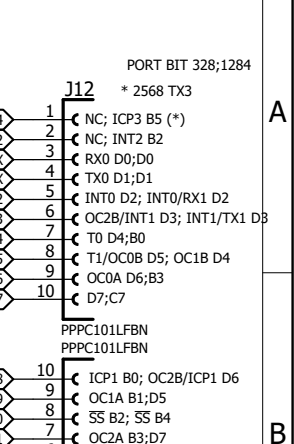 PORT BIT 328;1284
J12 * 2568 TX3
A
1 NC; ICP3 B5 (*)
2 NC; INT2 B2
3 RX0 D0;D0
4 TX0 D1;D1
5 INT0 D2; INT0/RX1 D2
6 OC2B/INT1 D3; INT1/TX1 D3
7 T0 D4;B0
8 T1/OC0B D5; OC1B D4
9 OC0A D6;B3
10 D7;C7
PPPC101LFBN
PPPC101LFBN
10 ICP1 B0; OC2B/ICP1 D6
9 OC1A B1;D5
8 SS B2; SS B4
B
7 OC2A B3;D7